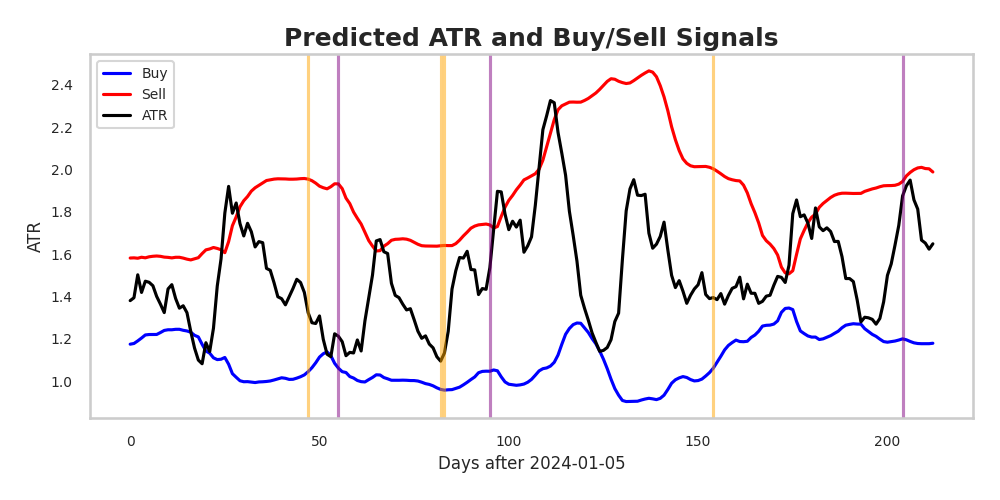 Predicted ATR and Buy/Sell Signals
Buy
Sell
ATR
ATR
2.4
2.2
2.0
1.8
1.6
1.4
1.2
1.0
0 50 100 150 200
Days after 2024-01-05